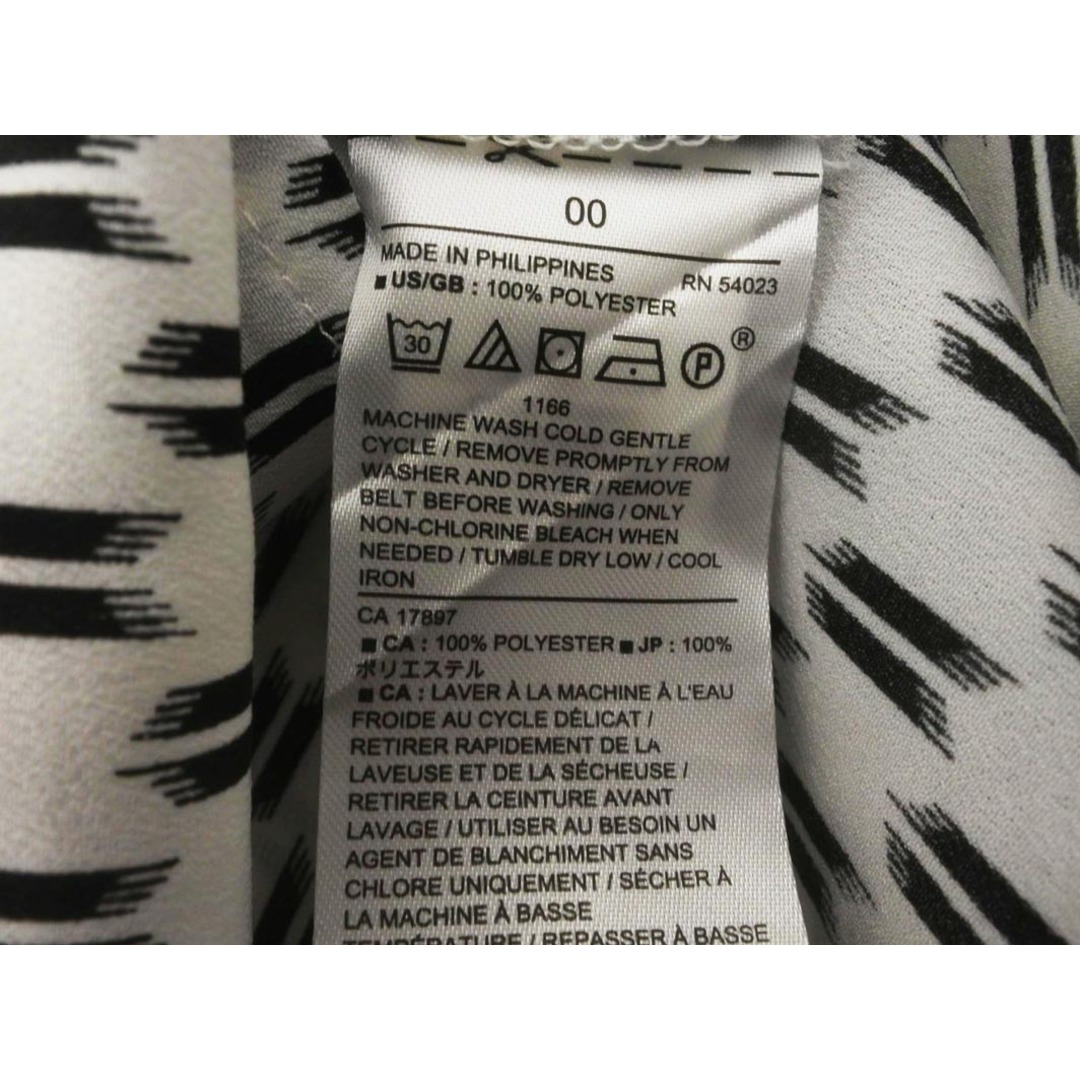 00
MADE IN PHILIPPINES RN 54023
■ US/GB : 100% POLYESTER
30 P ®
1166
MACHINE WASH COLD GENTLE
CYCLE / REMOVE PROMPTLY FROM
WASHER AND DRYER / REMOVE
BELT BEFORE WASHING / ONLY
NON-CHLORINE BLEACH WHEN
NEEDED / TUMBLE DRY LOW / COOL
IRON
CA 17897
■ CA : 100% POLYESTER ■ JP : 100%
ポリエステル
■ CA : LAVER À LA MACHINE À L'EAU
FROIDE AU CYCLE DÉLICAT /
RETIRER RAPIDEMENT DE LA
LAVEUSE ET DE LA SÉCHEUSE /
RETIRER LA CEINTURE AVANT
LAVAGE / UTILISER AU BESOIN UN
AGENT DE BLANCHIMENT SANS
CHLORE UNIQUEMENT / SÉCHER À
LA MACHINE À BASSE
TEMPÉRATURE / REPASSER À BASSE